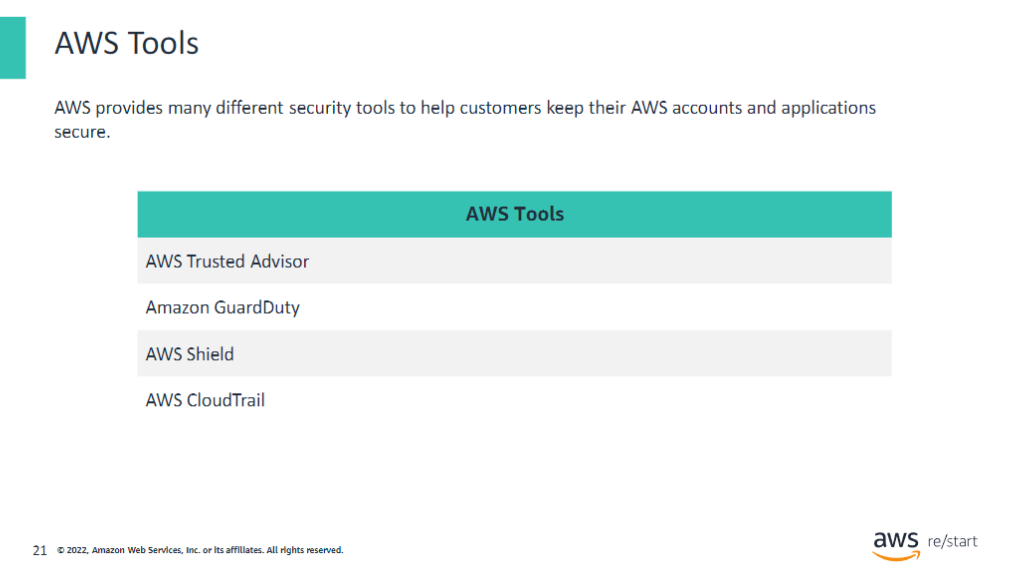 AWS Tools
AWS provides many different security tools to help customers keep their AWS accounts and applications
secure.
AWS Tools
AWS Trusted Advisor
Amazon GuardDuty
AWS Shield
AWS CloudTrail
21 © 2022, Amazon Web Services, Inc. or its affiliates. All rights reserved.
aws re/start